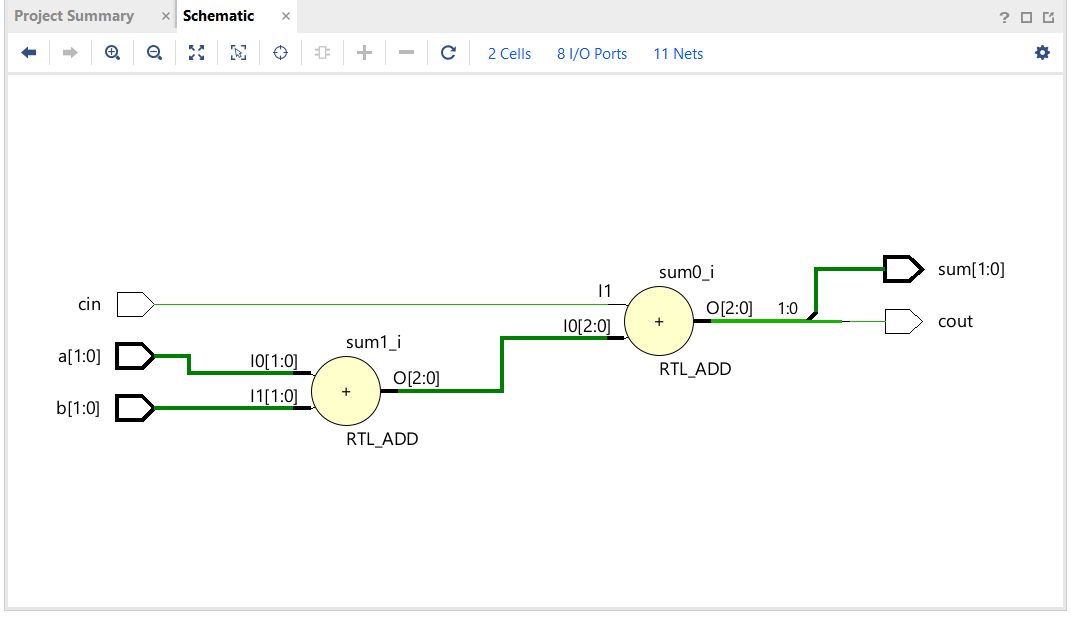 Project Summary × Schematic × ?
2 Cells 8 I/O Ports 11 Nets
sum0_i
sum[1:0]
I1
cin
O[2:0] 1:0
+
cout
I0[2:0]
sum1_i
a[1:0]
I0[1:0]
RTL_ADD
O[2:0]
+
I1[1:0]
b[1:0]
RTL_ADD